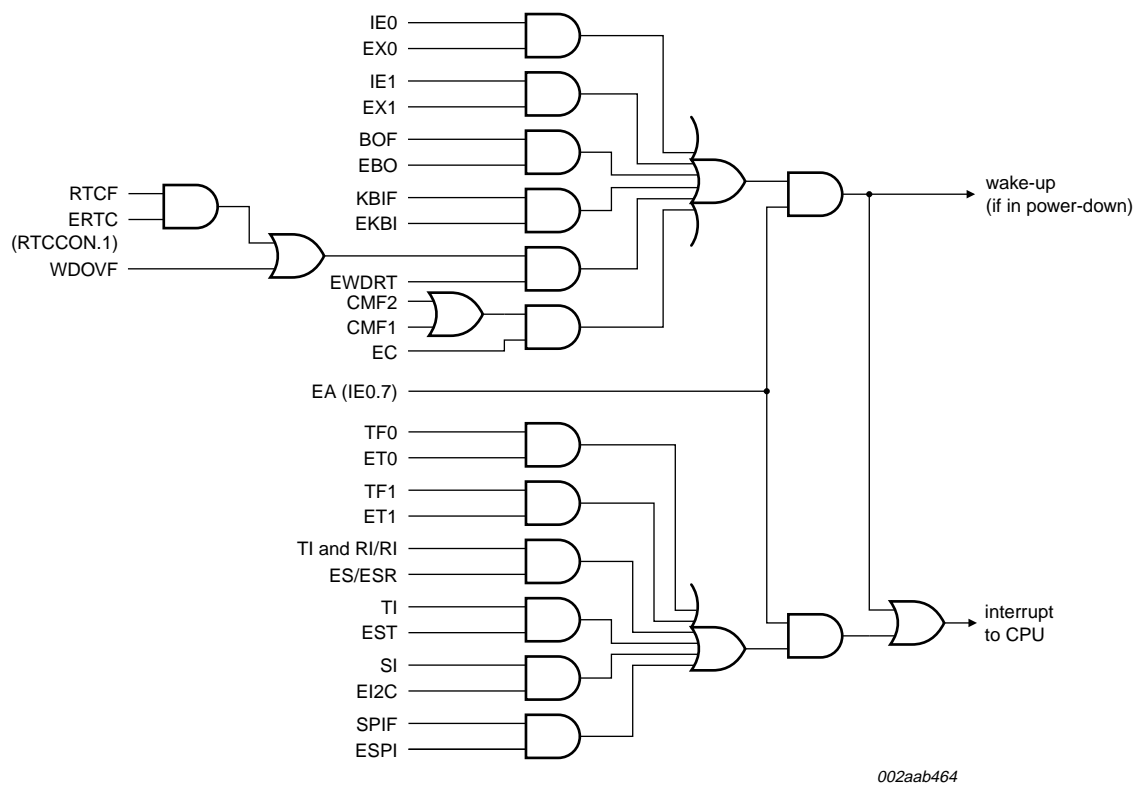 IE0
EX0
IE1
EX1
BOF
EBO
KBIF
EKBI
RTCF
ERTC
(RTCCON.1)
WDOVF
EWDRT
CMF2
CMF1
EC
EA (IE0.7)
wake-up
(if in power-down)
TF0
ET0
TF1
ET1
TI and RI/RI
ES/ESR
TI
EST
SI
EI2C
SPIF
ESPI
interrupt
to CPU
002aab464